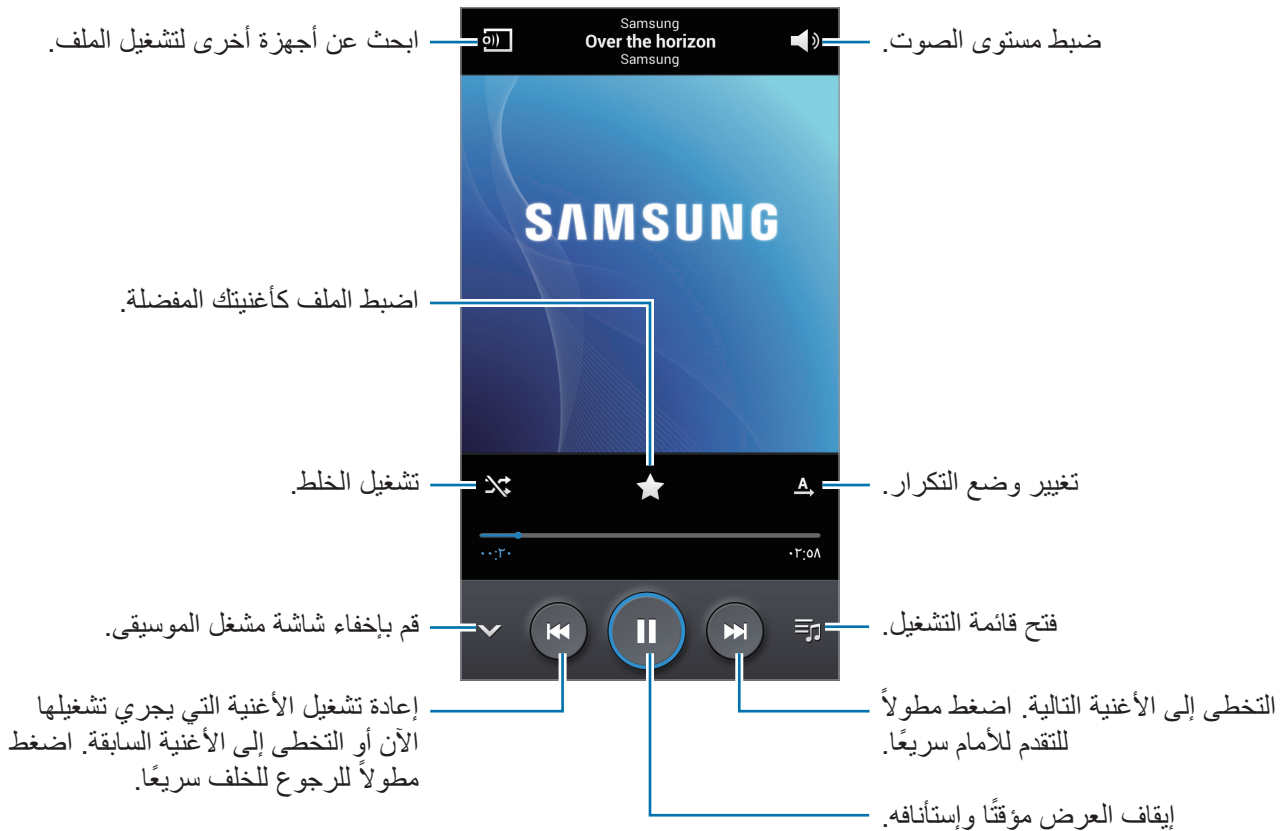 Samsung
Over the horizon
Samsung
ضبط مستوى الصوت.
ابحث عن أجهزة أخرى لتشغيل الملف.
SAMSUNG
اضبط الملف كأغنيتك المفضلة.
تغيير وضع التكرار.
A
تشغيل الخلط.
٠٠:٢٠
٠٢:٥٨
فتح قائمة التشغيل.
قم بإخفاء شاشة مشغل الموسيقى.
التخطى إلى الأغنية التالية. اضغط مطولاً
للتقدم للأمام سريعًا.
إعادة تشغيل الأغنية التي يجري تشغيلها
الآن أو التخطى إلى الأغنية السابقة. اضغط
مطولاً للرجوع للخلف سريعًا.
إيقاف العرض مؤقتًا وإستأنافه.